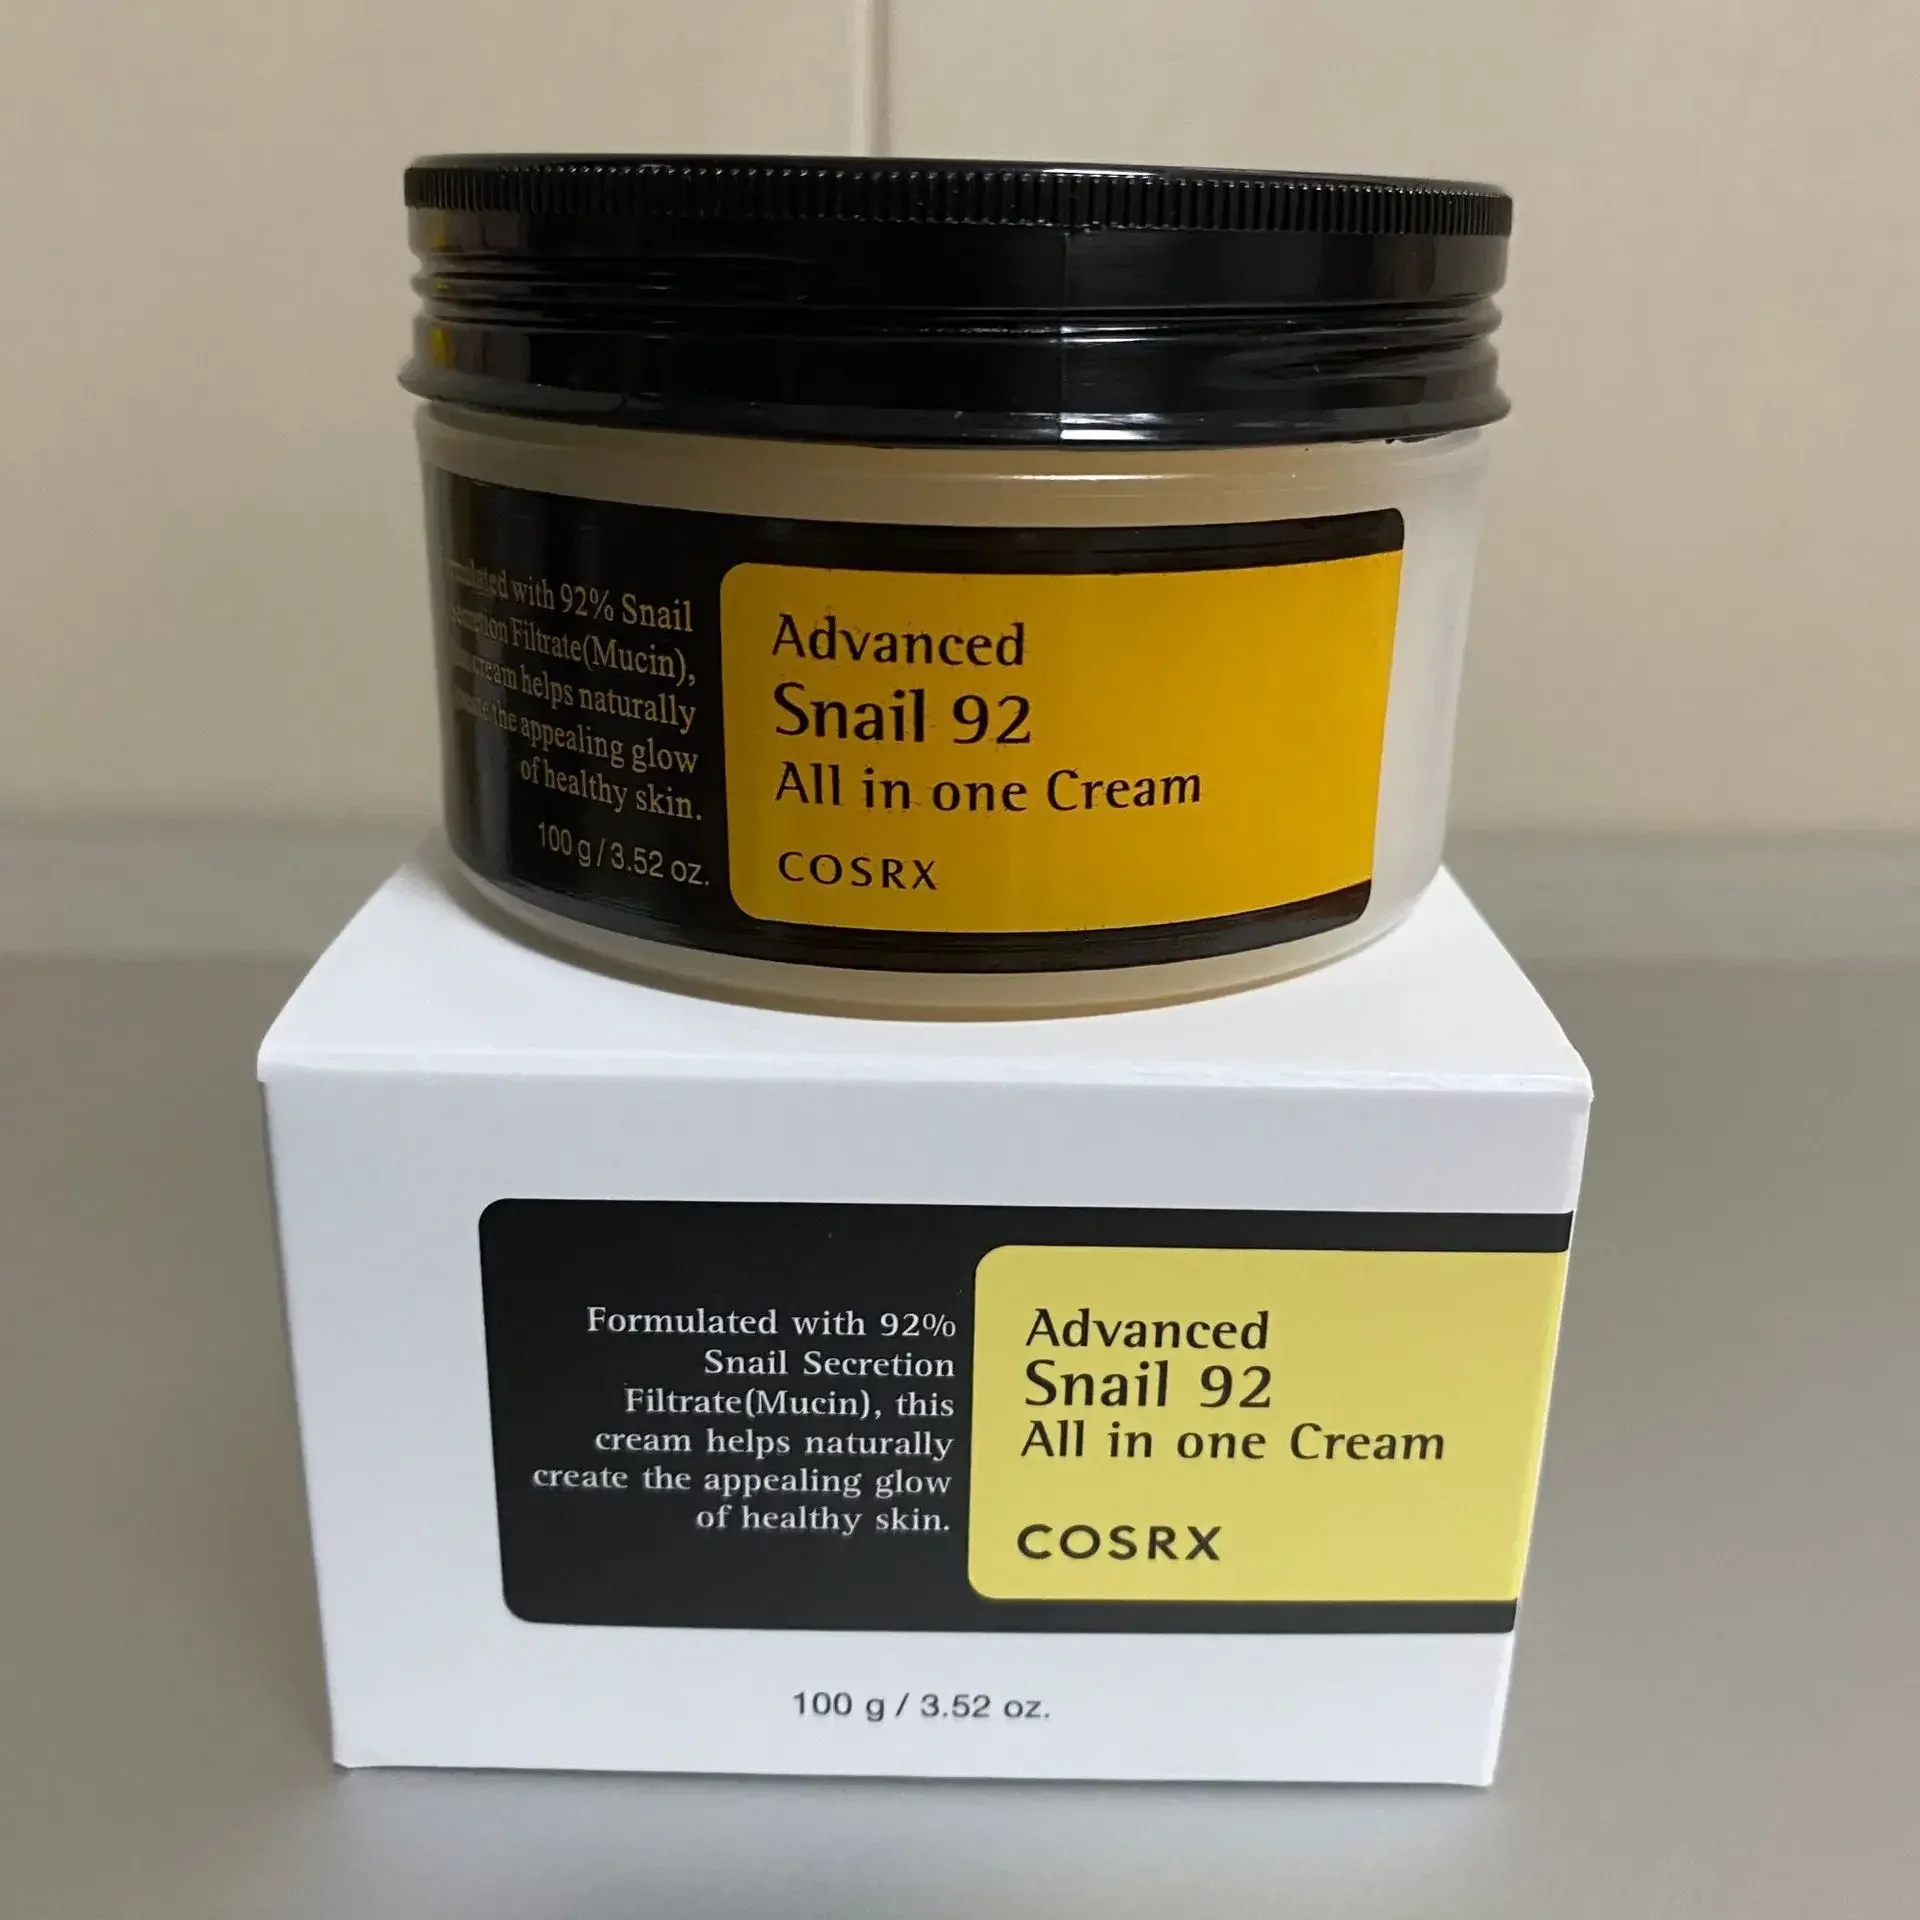 with 92% Snail
Filtrate(Mucin),
cream helps naturally
the appealing glow
of healthy skin.
100 g / 3.52 oz.
Advanced
Snail 92
All in one Cream
COSRX
Formulated with 92%
Snail Secretion
Filtrate(Mucin), this
cream helps naturally
create the appealing glow
of healthy skin.
Advanced
Snail 92
All in one Cream
COSRX
100 g / 3.52 oz.